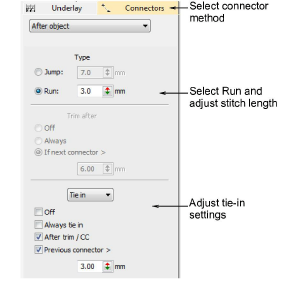 Underlay Connectors
Select connector
method
After object
Type
Jump: 7.0 mm
Run: 3.0 mm
Select Run and
adjust stitch length
Trim after
Off
Always
If next connector >
6.00 mm
Tie in
Adjust tie-in
settings
Off
Always tie in
After trim / CC
Previous connector >
3.00 mm